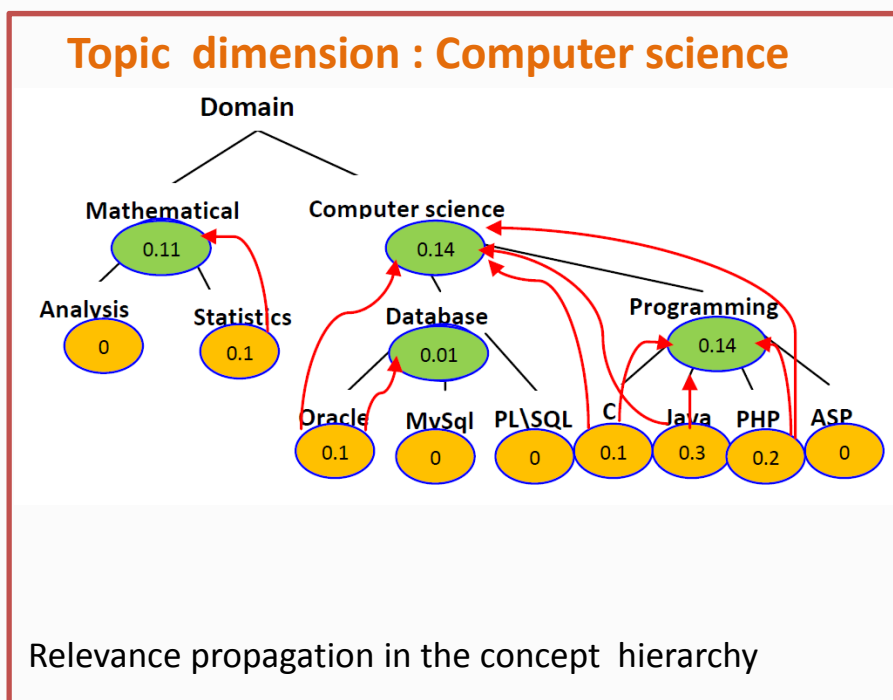 Topic dimension : Computer science
Domain
Mathematical Computer science
0.11 0.14
Analysis Statistics Database Programming
0 0.1 0.01 0.14
Oracle MySql PL\SQL C Java PHP ASP
0.1 0 0 0.1 0.3 0.2 0
Relevance propagation in the concept hierarchy